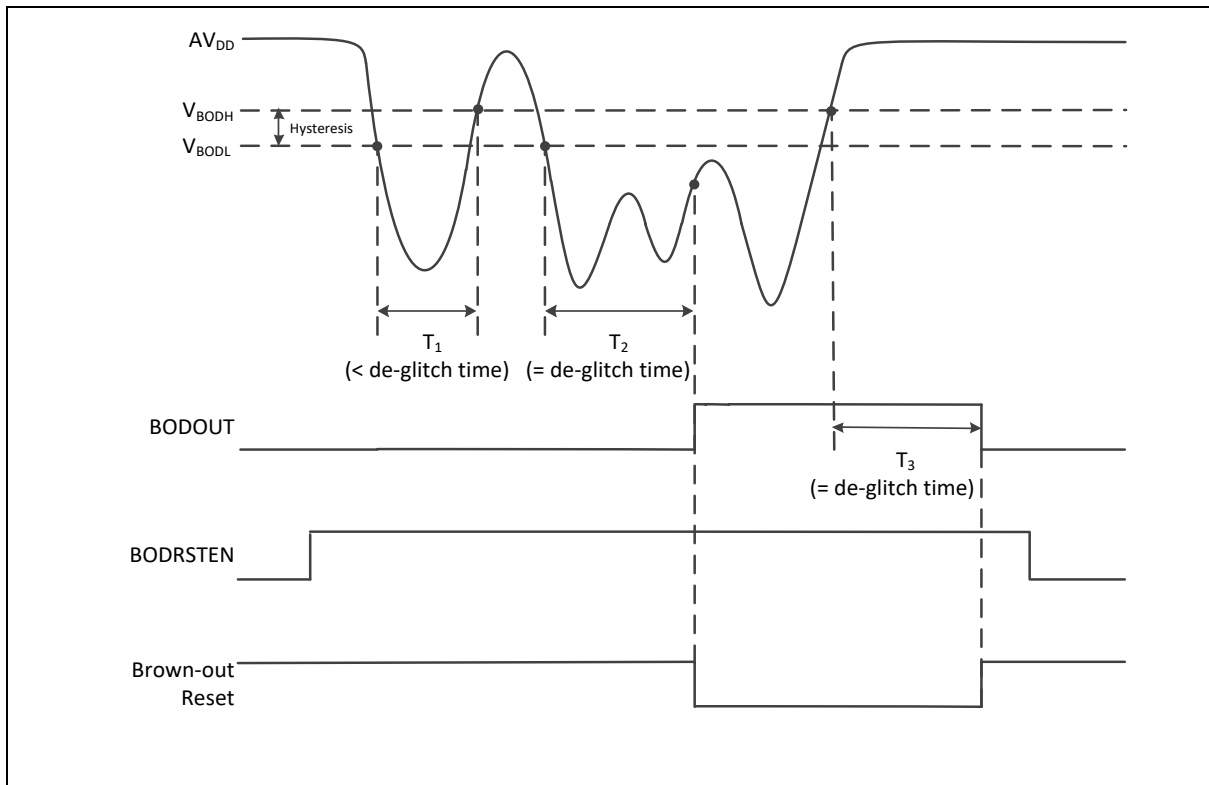 AVDD
VBODH
Hysteresis
VBODL
T1
(< de-glitch time)
T2
(= de-glitch time)
BODOUT
T3
(= de-glitch time)
BODRSTEN
Brown-out
Reset